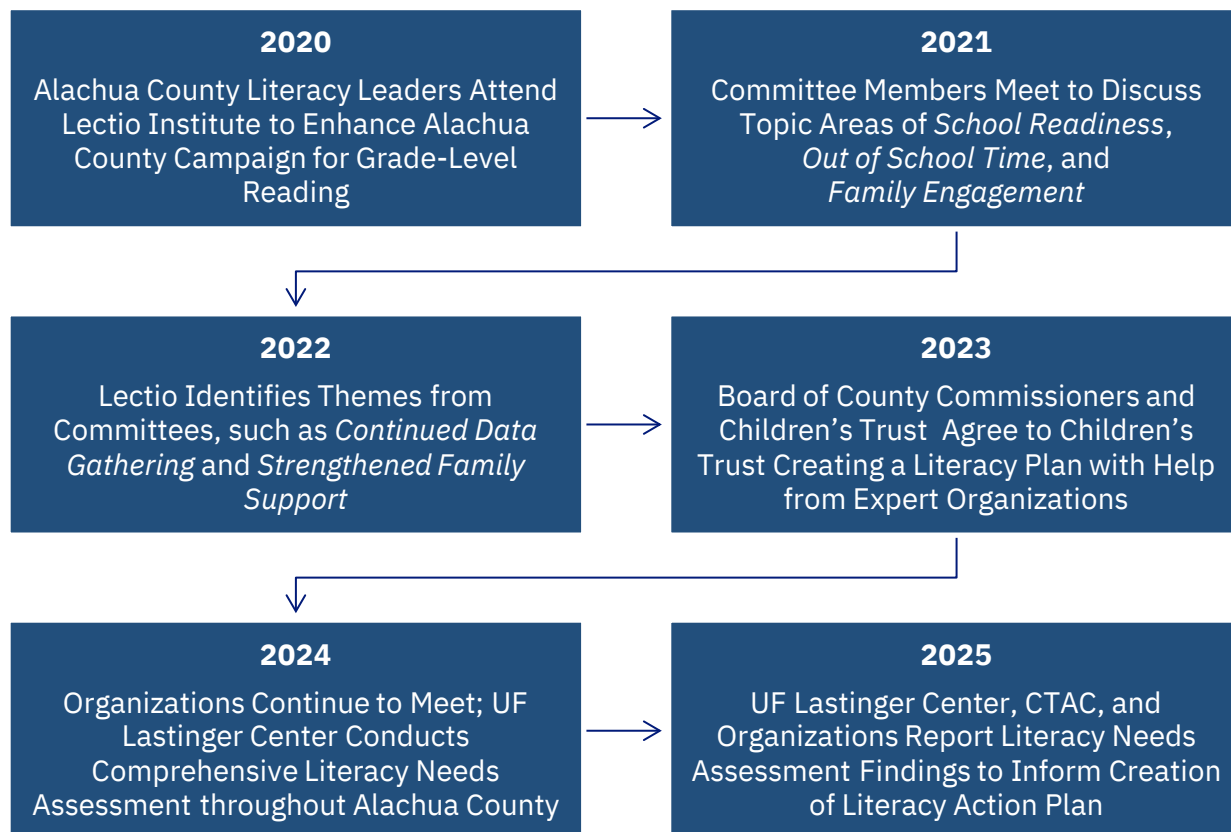 2020
Alachua County Literacy Leaders Attend
Lectio Institute to Enhance Alachua
County Campaign for Grade-Level
Reading
2021
Committee Members Meet to Discuss
Topic Areas of School Readiness,
Out of School Time, and
Family Engagement
2022
Lectio Identifies Themes from
Committees, such as Continued Data
Gathering and Strengthened Family
Support
2023
Board of County Commissioners and
Children’s Trust  Agree to Children’s
Trust Creating a Literacy Plan with Help
from Expert Organizations
2024
Organizations Continue to Meet; UF
Lastinger Center Conducts
Comprehensive Literacy Needs
Assessment throughout Alachua County
2025
UF Lastinger Center, CTAC, and
Organizations Report Literacy Needs
Assessment Findings to Inform Creation
of Literacy Action Plan